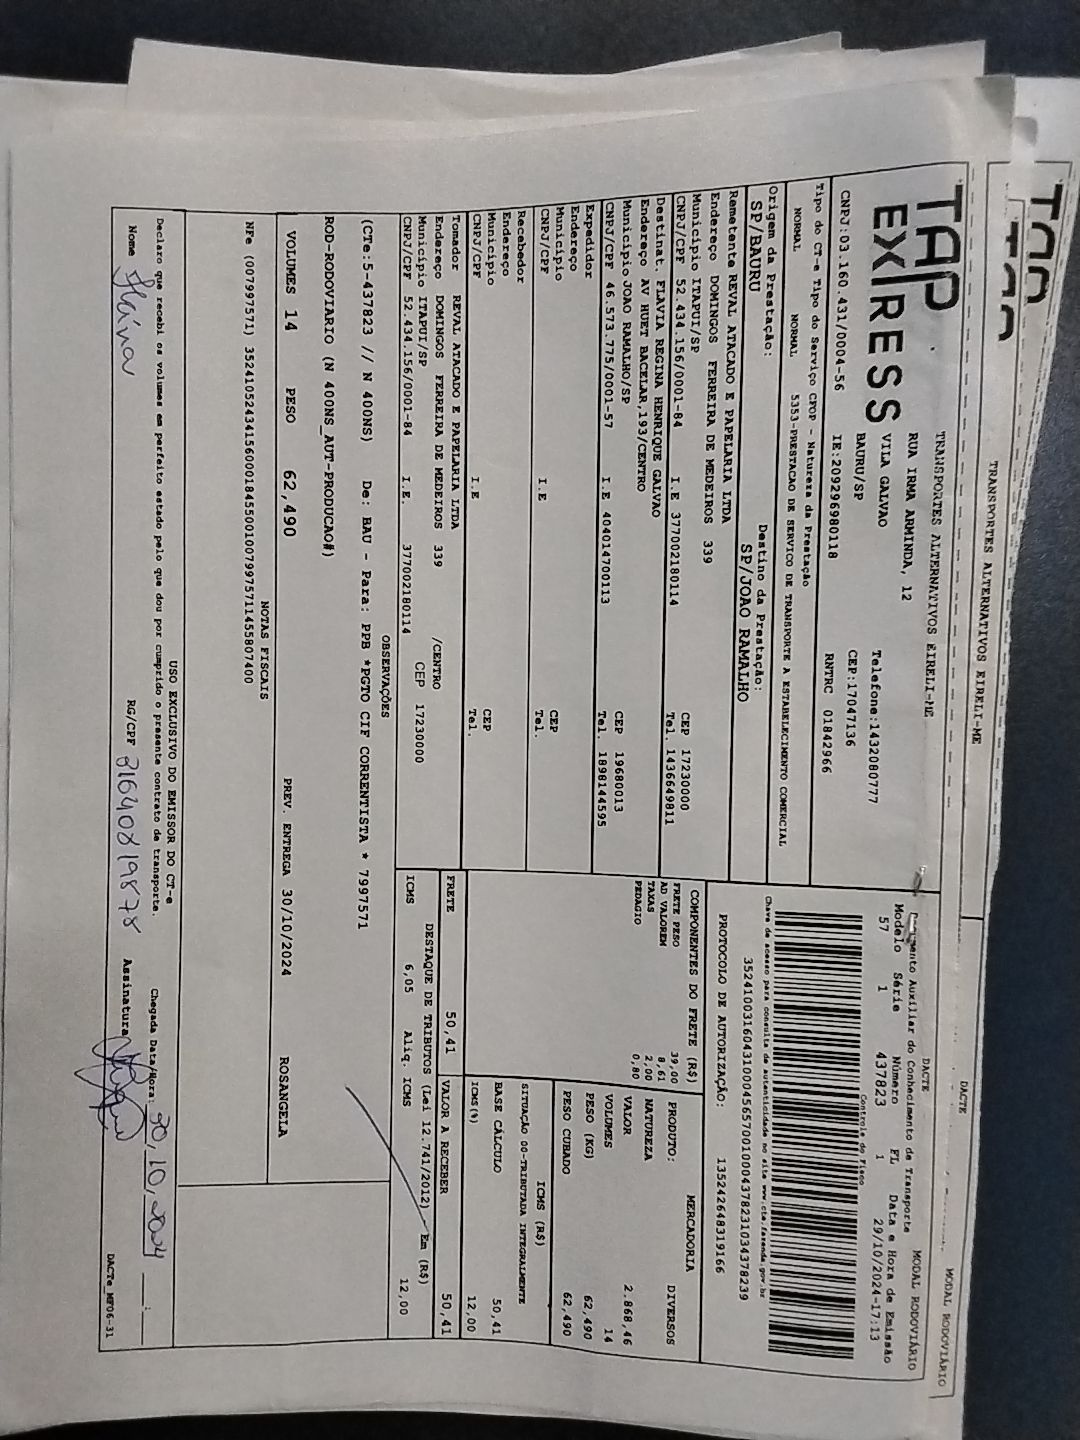 TRANSPORTES ALTERNATIVOS EIRELI-ME
DACTE
MODAL RODOVIÁRIO
TAP EXPRESS
TRANSPORTES ALTERNATIVOS EIRELI-ME
RUA IRMA ARMINDA, 12
VILA GALVAO
BAURU/SP
Telefone:1432080777
CEP:17047136
CNPJ:03.160.431/0004-56
IE:209296980118
RNTRC 01842966
DACTE
MODAL RODOVIÁRIO
Documento Auxiliar do Conhecimento de Transporte
Modelo Série Número FL Data e Hora de Emissão
57 1 437823 1 29/10/2024-17:13
Controle do Fisco
Chave de acesso para consulta de autenticidade no site www.cte.fazenda.gov.br
35241003160431000456570010004378231034378239
PROTOCOLO DE AUTORIZAÇÃO: 135242648319166
Tipo do CT-e Tipo do Serviço CFOP - Natureza da Prestação
NORMAL NORMAL 5353-PRESTACAO DE SERVICO DE TRANSPORTE A ESTABELECIMENTO COMERCIAL
Origem da Prestação: Destino da Prestação:
SP/BAURU SP/JOAO RAMALHO
Remetente REVAL ATACADO E PAPELARIA LTDA
Endereço DOMINGOS FERREIRA DE MEDEIROS 339
Município ITAPUI/SP CEP 17230000
CNPJ/CPF 52.434.156/0001-84 I.E 377002180114 Tel. 1436649811
Destinat. FLAVIA REGINA HENRIQUE GALVAO
Endereço AV HUET BACELAR,193/CENTRO
Município JOAO RAMALHO/SP CEP 19680013
CNPJ/CPF 46.573.775/0001-57 I.E 404014700113 Tel. 18981144595
Expedidor
Endereço
Município CEP
CNPJ/CPF I.E Tel.
Recebedor
Endereço
Município CEP
CNPJ/CPF I.E Tel.
Tomador REVAL ATACADO E PAPELARIA LTDA
Endereço DOMINGOS FERREIRA DE MEDEIROS 339 /CENTRO
Município ITAPUI/SP CEP 17230000
CNPJ/CPF 52.434.156/0001-84 I.E. 377002180114
COMPONENTES DO FRETE (R$)
FRETE PESO 39,00
AD VALOREM 8,61
TAXAS 2,00
PEDAGIO 0,80
MERCADORIA
PRODUTO: DIVERSOS
NATUREZA
VALOR 2.868,46
VOLUMES 14
PESO (KG) 62,490
PESO CUBADO 62,490
ICMS (R$)
SITUAÇÃO 00-TRIBUTADA INTEGRALMENTE
BASE CÁLCULO 50,41
ICMS(%) 12,00
FRETE 50,41 VALOR A RECEBER 50,41
DESTAQUE DE TRIBUTOS (Lei 12.741/2012) Em (R$)
ICMS 6,05 Aliq. ICMS 12,00
OBSERVAÇÕES
(CTe:5-437823 // N 400NS) De: BAU - Para: PPB *PGTO CIF CORRENTISTA * 7997571
ROD-RODOVIARIO (N 400NS_AUT-PRODUCAO#)
VOLUMES 14 PESO 62,490 PREV. ENTREGA 30/10/2024 ROSANGELA
NOTAS FISCAIS
NFe (007997571) 35241052434156000184550010079975711455807400
USO EXCLUSIVO DO EMISSOR DO CT-e
Declaro que recebi os volumes em perfeito estado pelo que dou por cumprido o presente contrato de transporte. Chegada Data/Hora: 30/10/2024 __:__
Nome RG/CPF 21640819878 Assinatura
DACTe_MF06-31